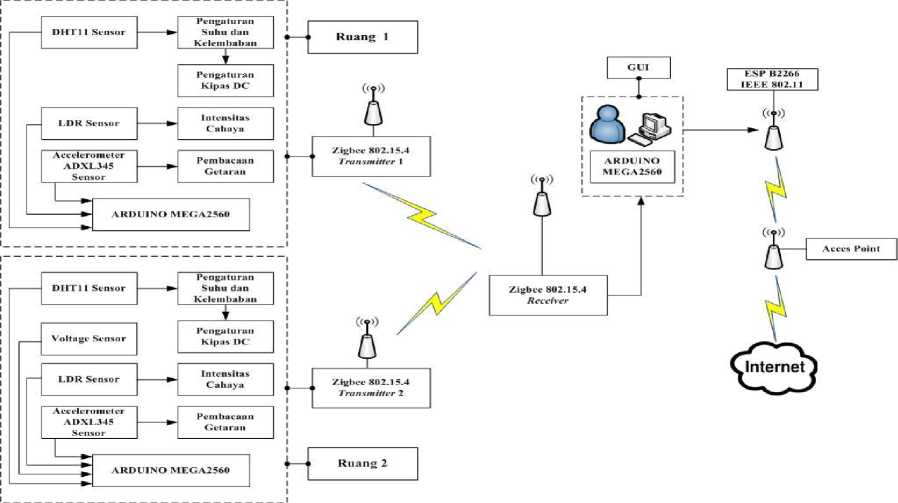 DHT11 Sensor
Pengaturan
Suhu dan
Kelembaban
Pengaturan
Kipas DC
LDR Sensor
Intensitas
Cahaya
Accelerometer
ADXL345
Sensor
Pembacaan
Getaran
ARDUINO MEGA2560
Ruang 1
Zigbee 802.15.4
Transmitter 1
DHT11 Sensor
Pengaturan
Suhu dan
Kelembaban
Voltage Sensor
Pengaturan
Kipas DC
LDR Sensor
Intensitas
Cahaya
Accelerometer
ADXL345
Sensor
Pembacaan
Getaran
ARDUINO MEGA2560
Zigbee 802.15.4
Transmitter 2
Ruang 2
Zigbee 802.15.4
Receiver
GUI
ARDUINO
MEGA2560
ESP B2266
IEEE 802.11
Acces Point
Internet